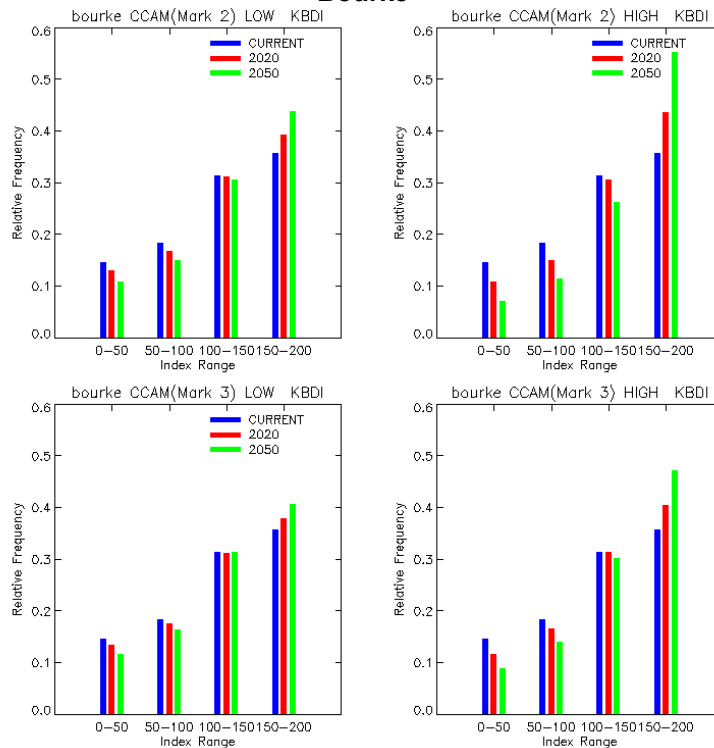 Bourke
bourke CCAM(Mark 2) LOW KBDI
CURRENT
2020
2050
0.6
0.5
0.4
0.3
0.2
0.1
0.0
Relative Frequency
0-50 50-100 100-150 150-200
Index Range
bourke CCAM(Mark 2) HIGH KBDI
CURRENT
2020
2050
0.6
0.5
0.4
0.3
0.2
0.1
0.0
Relative Frequency
0-50 50-100 100-150 150-200
Index Range
bourke CCAM(Mark 3) LOW KBDI
CURRENT
2020
2050
0.6
0.5
0.4
0.3
0.2
0.1
0.0
Relative Frequency
0-50 50-100 100-150 150-200
Index Range
bourke CCAM(Mark 3) HIGH KBDI
CURRENT
2020
2050
0.6
0.5
0.4
0.3
0.2
0.1
0.0
Relative Frequency
0-50 50-100 100-150 150-200
Index Range